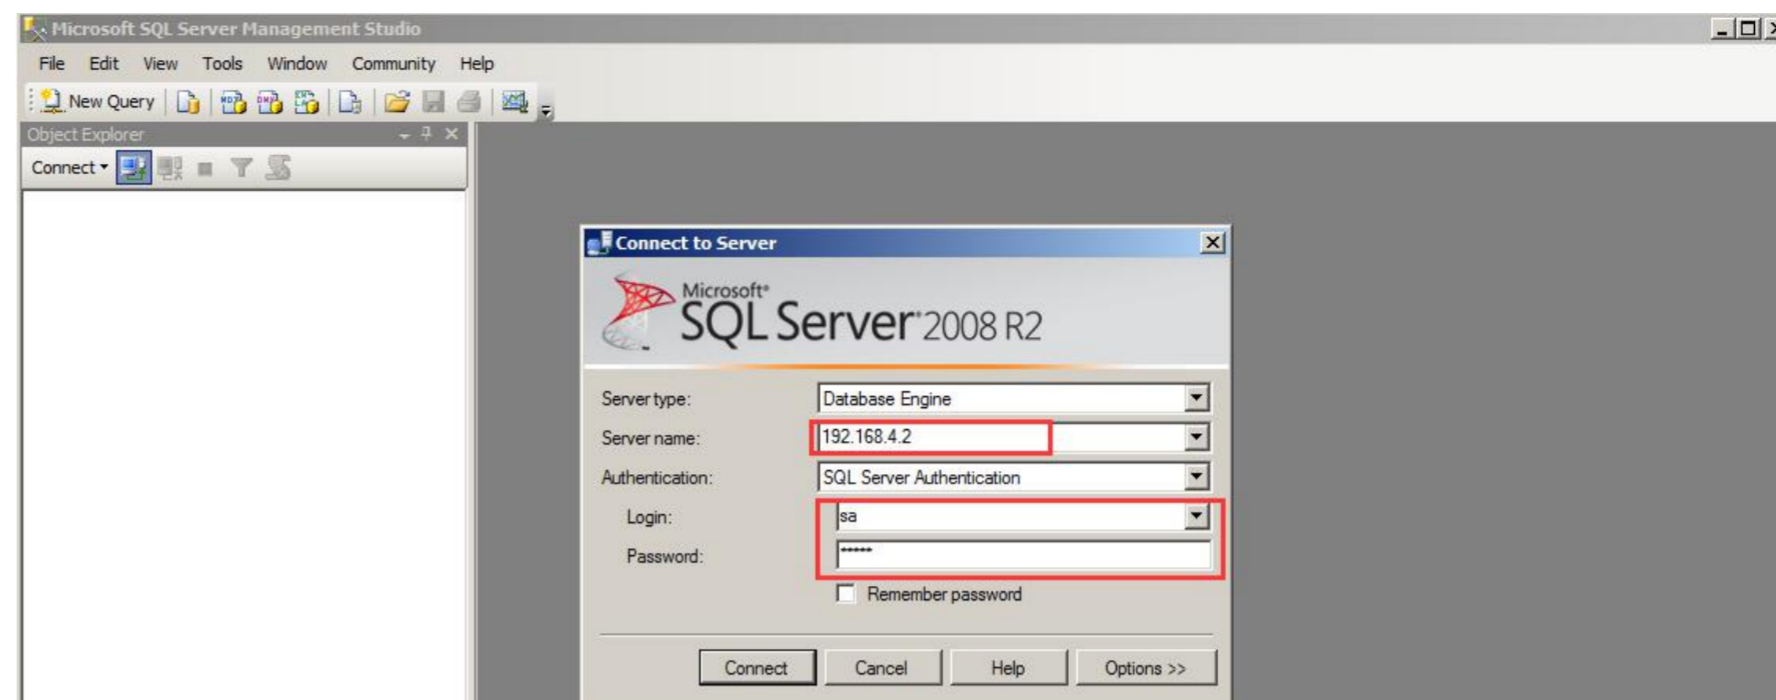 Microsoft SQL Server Management Studio
File Edit View Tools Window Community Help
New Query
Object Explorer
Connect
Connect to Server
Microsoft®
SQL Server® 2008 R2
Server type: Database Engine
Server name: 192.168.4.2
Authentication: SQL Server Authentication
Login: sa
Password: *****
Remember password
Connect Cancel Help Options >>